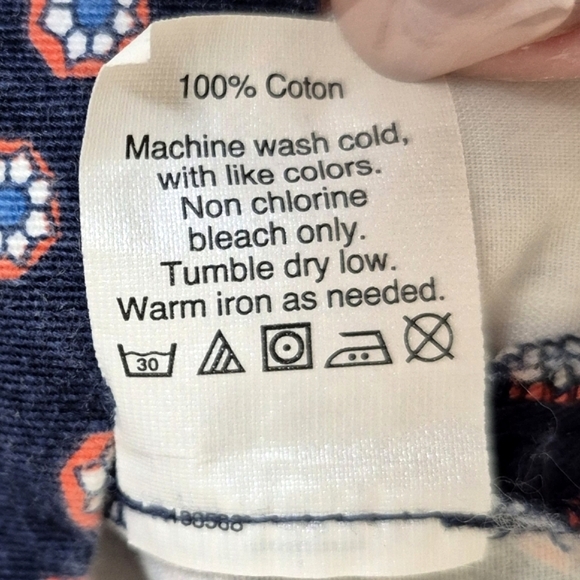 100% Coton
Machine wash cold,
with like colors.
Non chlorine
bleach only.
Tumble dry low.
Warm iron as needed.
30